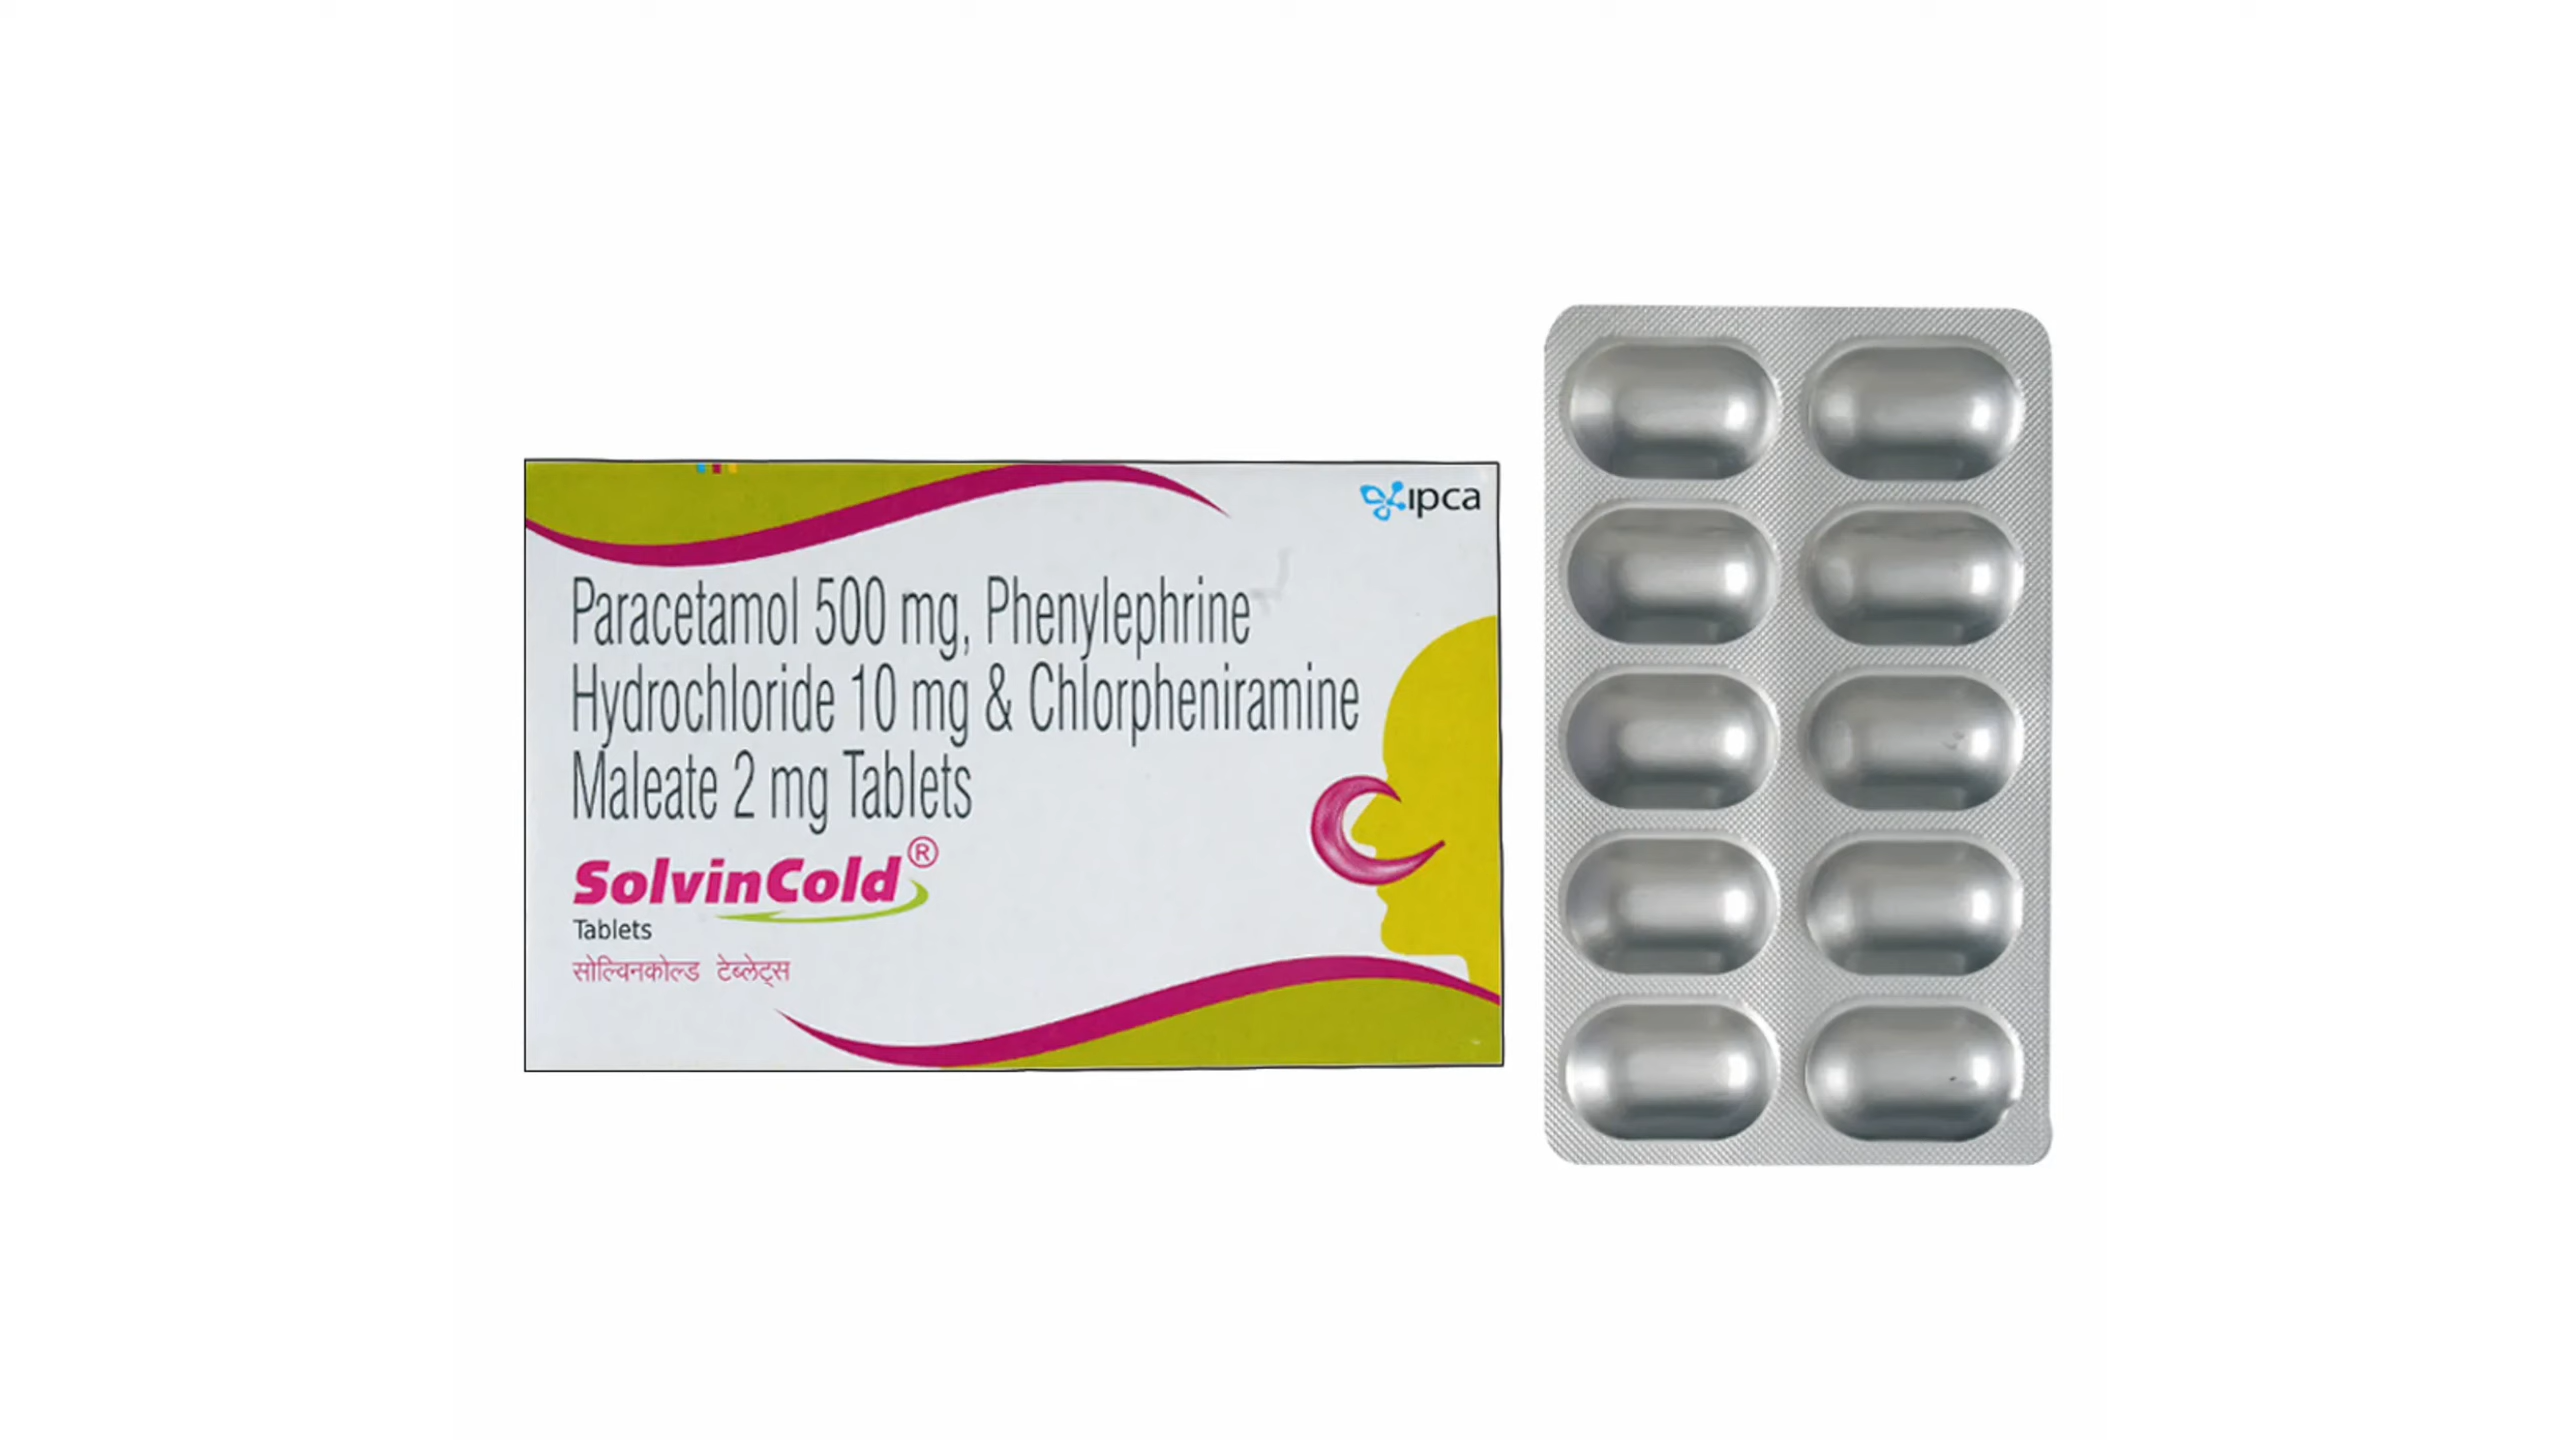 ipca
Paracetamol 500 mg, Phenylephrine
Hydrochloride 10 mg & Chlorpheniramine
Maleate 2 mg Tablets
SolvinCold®
Tablets
सोल्विनकोल्ड टेब्लेट्स